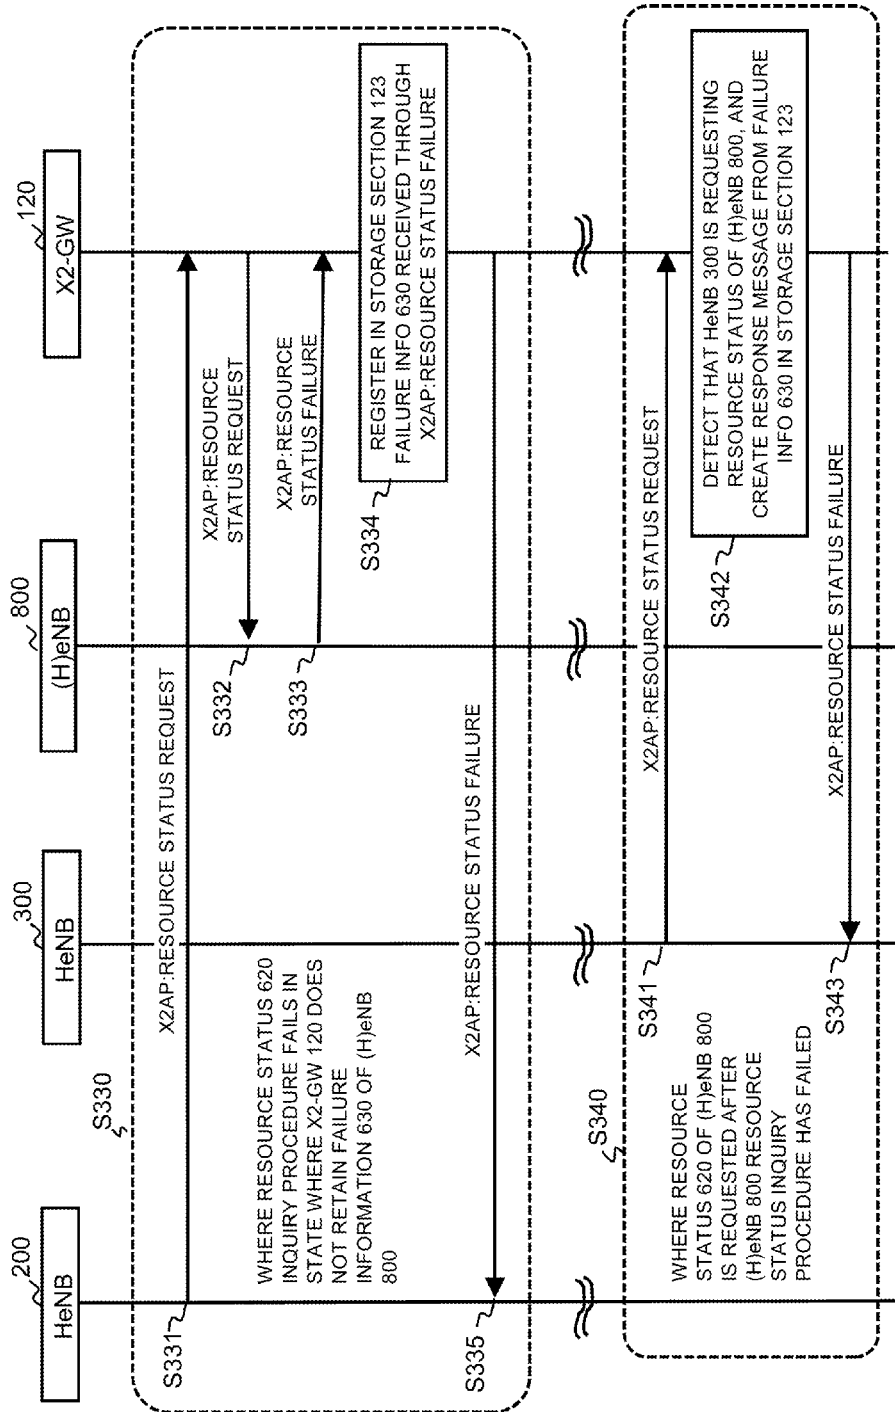 200
HeNB
300
HeNB
800
(H)eNB
120
X2-GW
S330
S331
X2AP:RESOURCE STATUS REQUEST
WHERE RESOURCE STATUS 620
INQUIRY PROCEDURE FAILS IN
STATE WHERE X2-GW 120 DOES
NOT RETAIN FAILURE
INFORMATION 630 OF (H)eNB
800
S332
X2AP:RESOURCE
STATUS REQUEST
S333
X2AP:RESOURCE
STATUS FAILURE
S334
REGISTER IN STORAGE SECTION 123
FAILURE INFO 630 RECEIVED THROUGH
X2AP:RESOURCE STATUS FAILURE
S335
X2AP:RESOURCE STATUS FAILURE
S340
WHERE RESOURCE
STATUS 620 OF (H)eNB 800
IS REQUESTED AFTER
(H)eNB 800 RESOURCE
STATUS INQUIRY
PROCEDURE HAS FAILED
S341
X2AP:RESOURCE STATUS REQUEST
S342
DETECT THAT HeNB 300 IS REQUESTING
RESOURCE STATUS OF (H)eNB 800, AND
CREATE RESPONSE MESSAGE FROM FAILURE
INFO 630 IN STORAGE SECTION 123
S343
X2AP:RESOURCE STATUS FAILURE